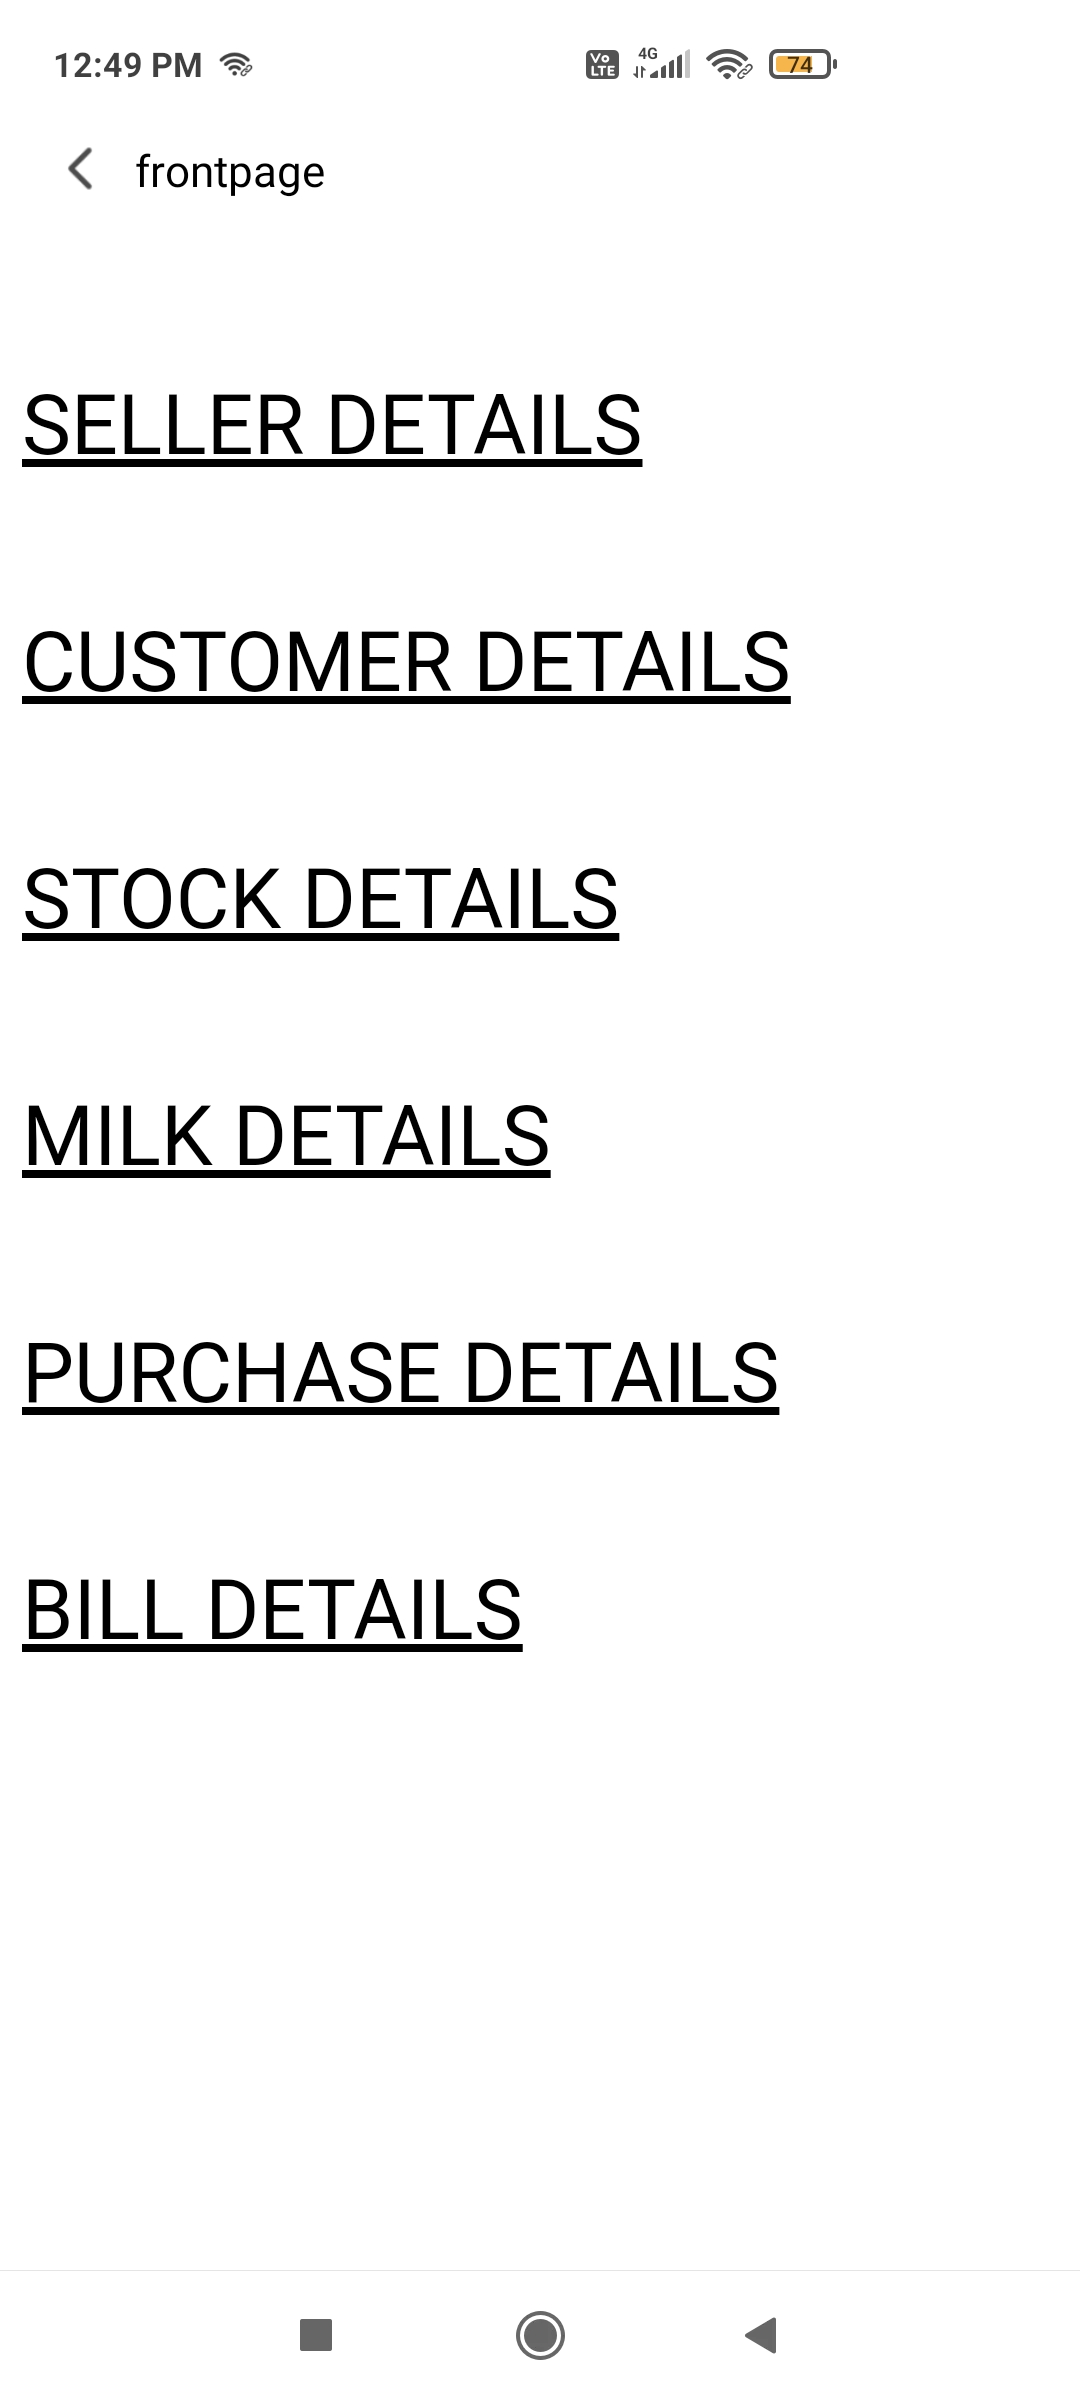 12:49 PM
Vo LTE 4G 74
frontpage
SELLER DETAILS
CUSTOMER DETAILS
STOCK DETAILS
MILK DETAILS
PURCHASE DETAILS
BILL DETAILS